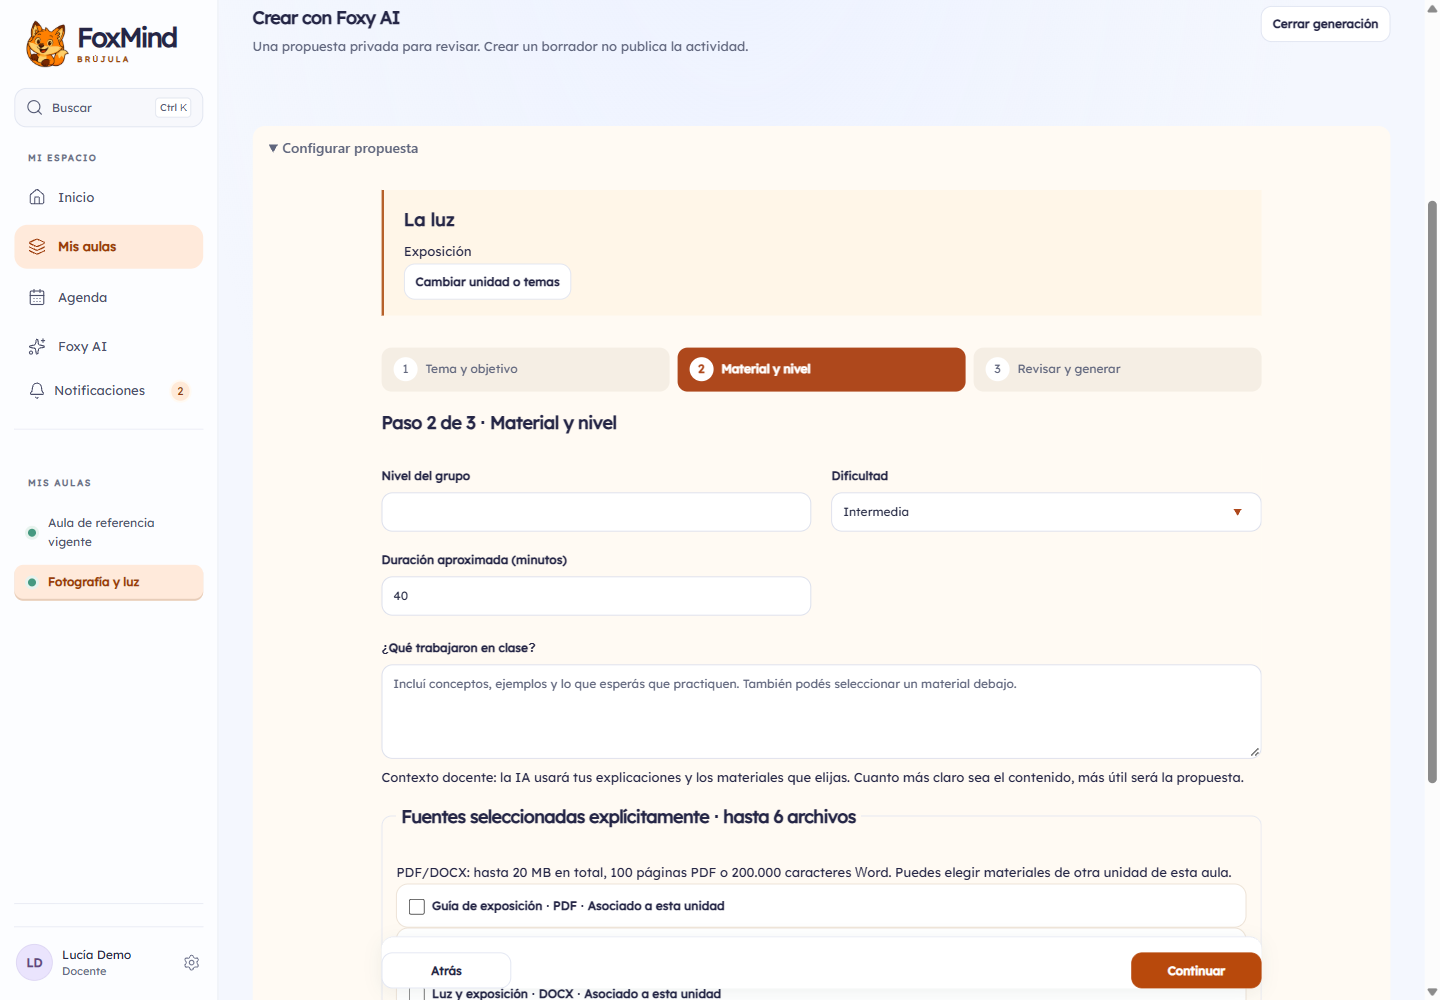 FoxMind
BRÚJULA
Buscar
Ctrl K
MI ESPACIO
Inicio
Mis aulas
Agenda
Foxy AI
Notificaciones
2
MIS AULAS
Aula de referencia
vigente
Fotografía y luz
LD
Lucía Demo
Docente
Crear con Foxy AI
Una propuesta privada para revisar. Crear un borrador no publica la actividad.
Cerrar generación
▼ Configurar propuesta
La luz
Exposición
Cambiar unidad o temas
1 Tema y objetivo
2 Material y nivel
3 Revisar y generar
Paso 2 de 3 · Material y nivel
Nivel del grupo
Dificultad
Intermedia
Duración aproximada (minutos)
40
¿Qué trabajaron en clase?
Incluí conceptos, ejemplos y lo que esperás que practiquen. También podés seleccionar un material debajo.
Contexto docente: la IA usará tus explicaciones y los materiales que elijas. Cuanto más claro sea el contenido, más útil será la propuesta.
Fuentes seleccionadas explícitamente · hasta 6 archivos
PDF/DOCX: hasta 20 MB en total, 100 páginas PDF o 200.000 caracteres Word. Puedes elegir materiales de otra unidad de esta aula.
Guía de exposición · PDF · Asociado a esta unidad
Atrás
Continuar
Luz y exposición · DOCX · Asociado a esta unidad